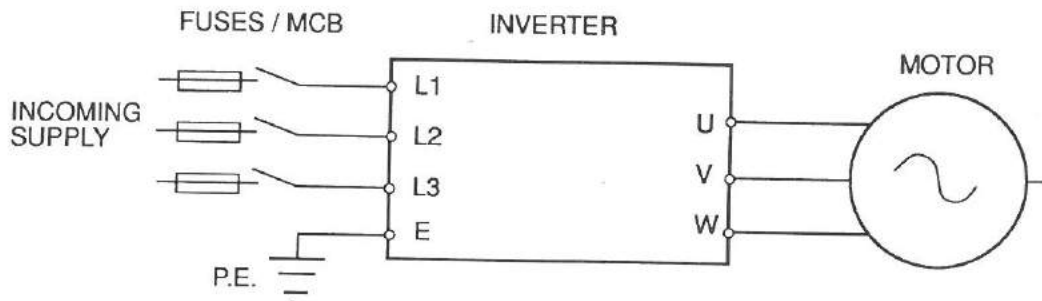 FUSES / MCB
INVERTER
MOTOR
INCOMING
SUPPLY
L1
L2
L3
E
U
V
W
P.E.